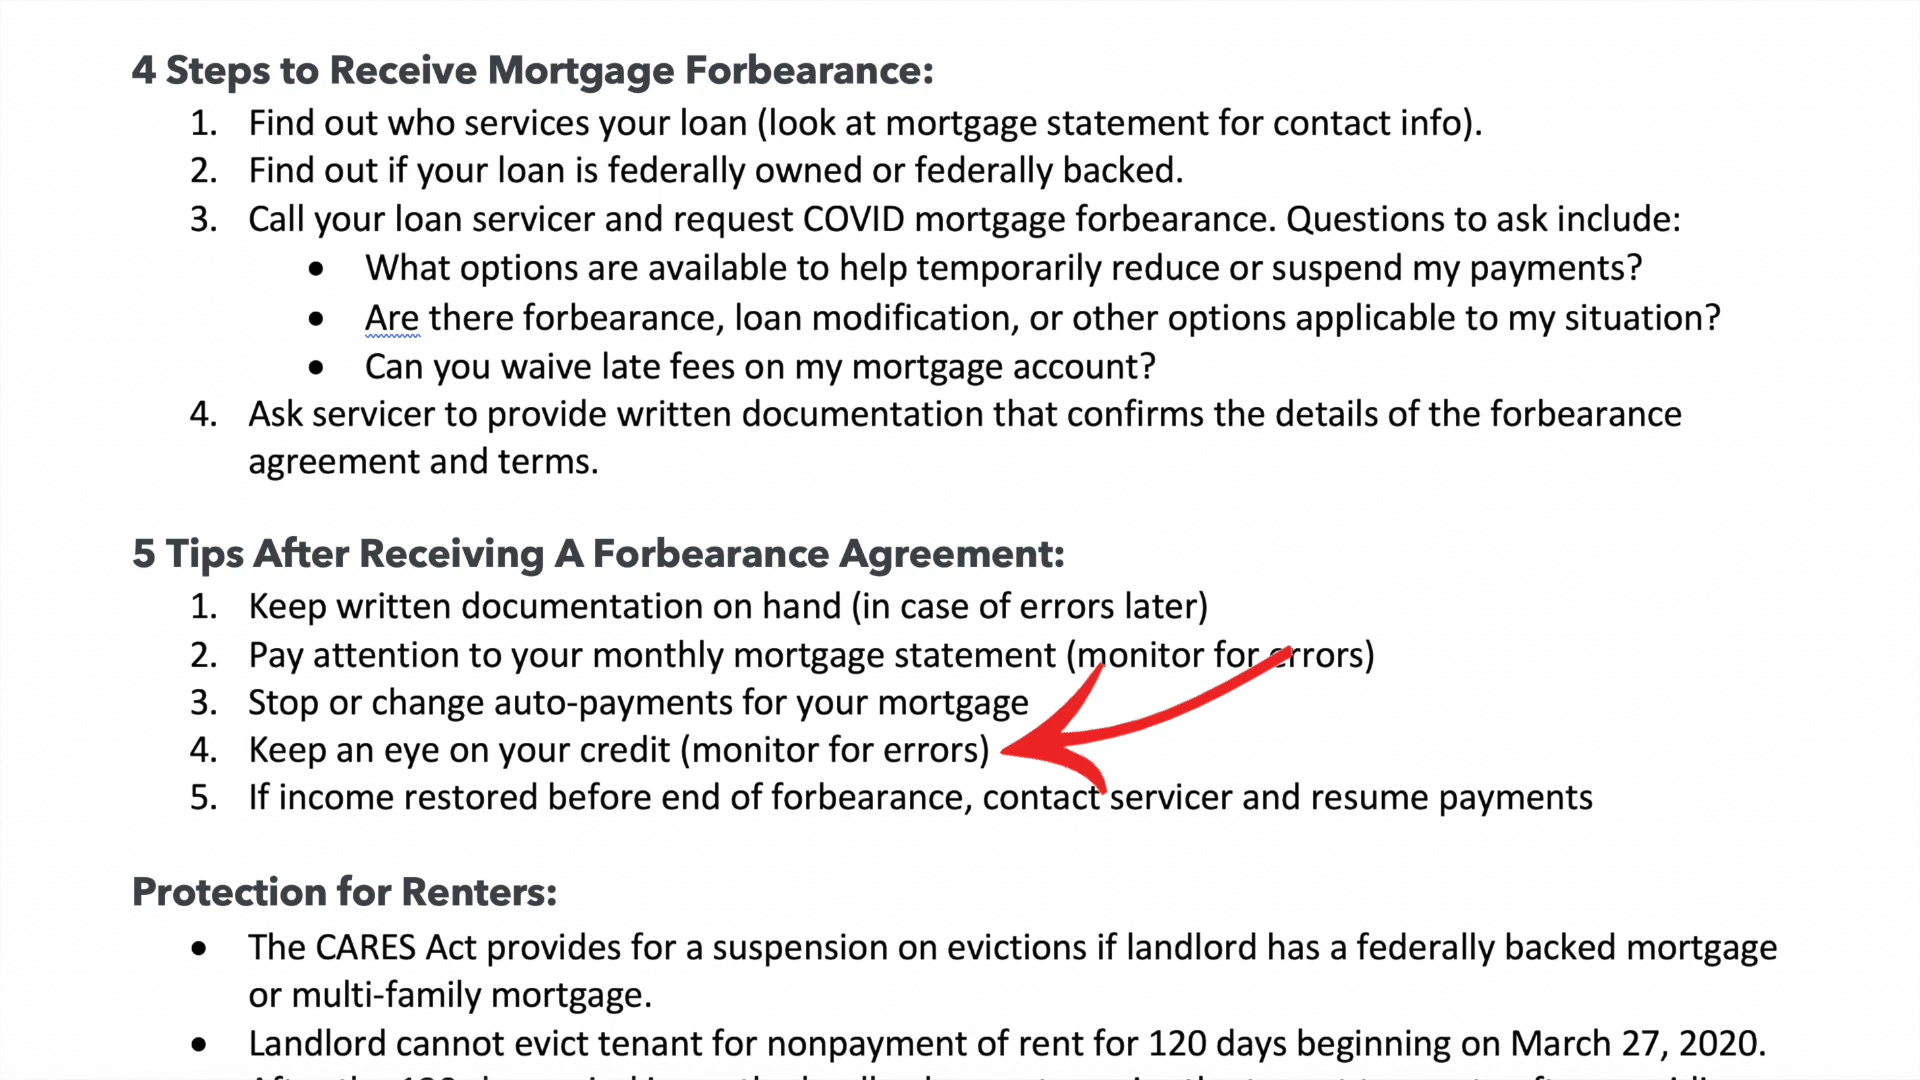 4 Steps to Receive Mortgage Forbearance:
1. Find out who services your loan (look at mortgage statement for contact info).
2. Find out if your loan is federally owned or federally backed.
3. Call your loan servicer and request COVID mortgage forbearance. Questions to ask include:
• What options are available to help temporarily reduce or suspend my payments?
• Are there forbearance, loan modification, or other options applicable to my situation?
• Can you waive late fees on my mortgage account?
4. Ask servicer to provide written documentation that confirms the details of the forbearance
agreement and terms.
5 Tips After Receiving A Forbearance Agreement:
1. Keep written documentation on hand (in case of errors later)
2. Pay attention to your monthly mortgage statement (monitor for errors)
3. Stop or change auto-payments for your mortgage
4. Keep an eye on your credit (monitor for errors)
5. If income restored before end of forbearance, contact servicer and resume payments
Protection for Renters:
• The CARES Act provides for a suspension on evictions if landlord has a federally backed mortgage
or multi-family mortgage.
• Landlord cannot evict tenant for nonpayment of rent for 120 days beginning on March 27, 2020.